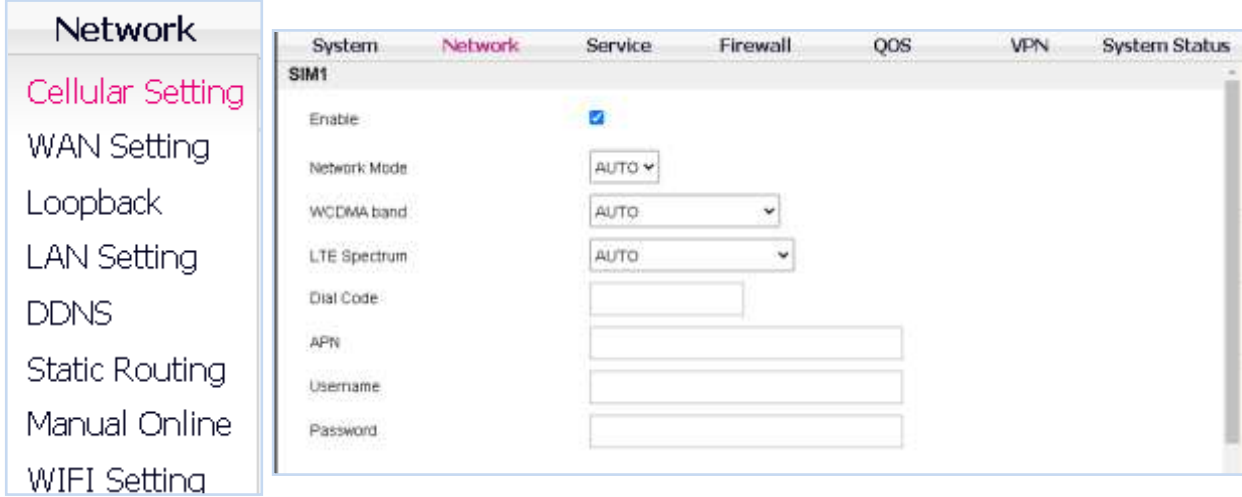 Network
Cellular Setting
WAN Setting
Loopback
LAN Setting
DDNS
Static Routing
Manual Online
WIFI Setting
System Network Service Firewall QOS VPN System Status
SIM1
Enable
Network Mode AUTO
WCDMA band AUTO
LTE Spectrum AUTO
Dial Code
APN
Username
Password